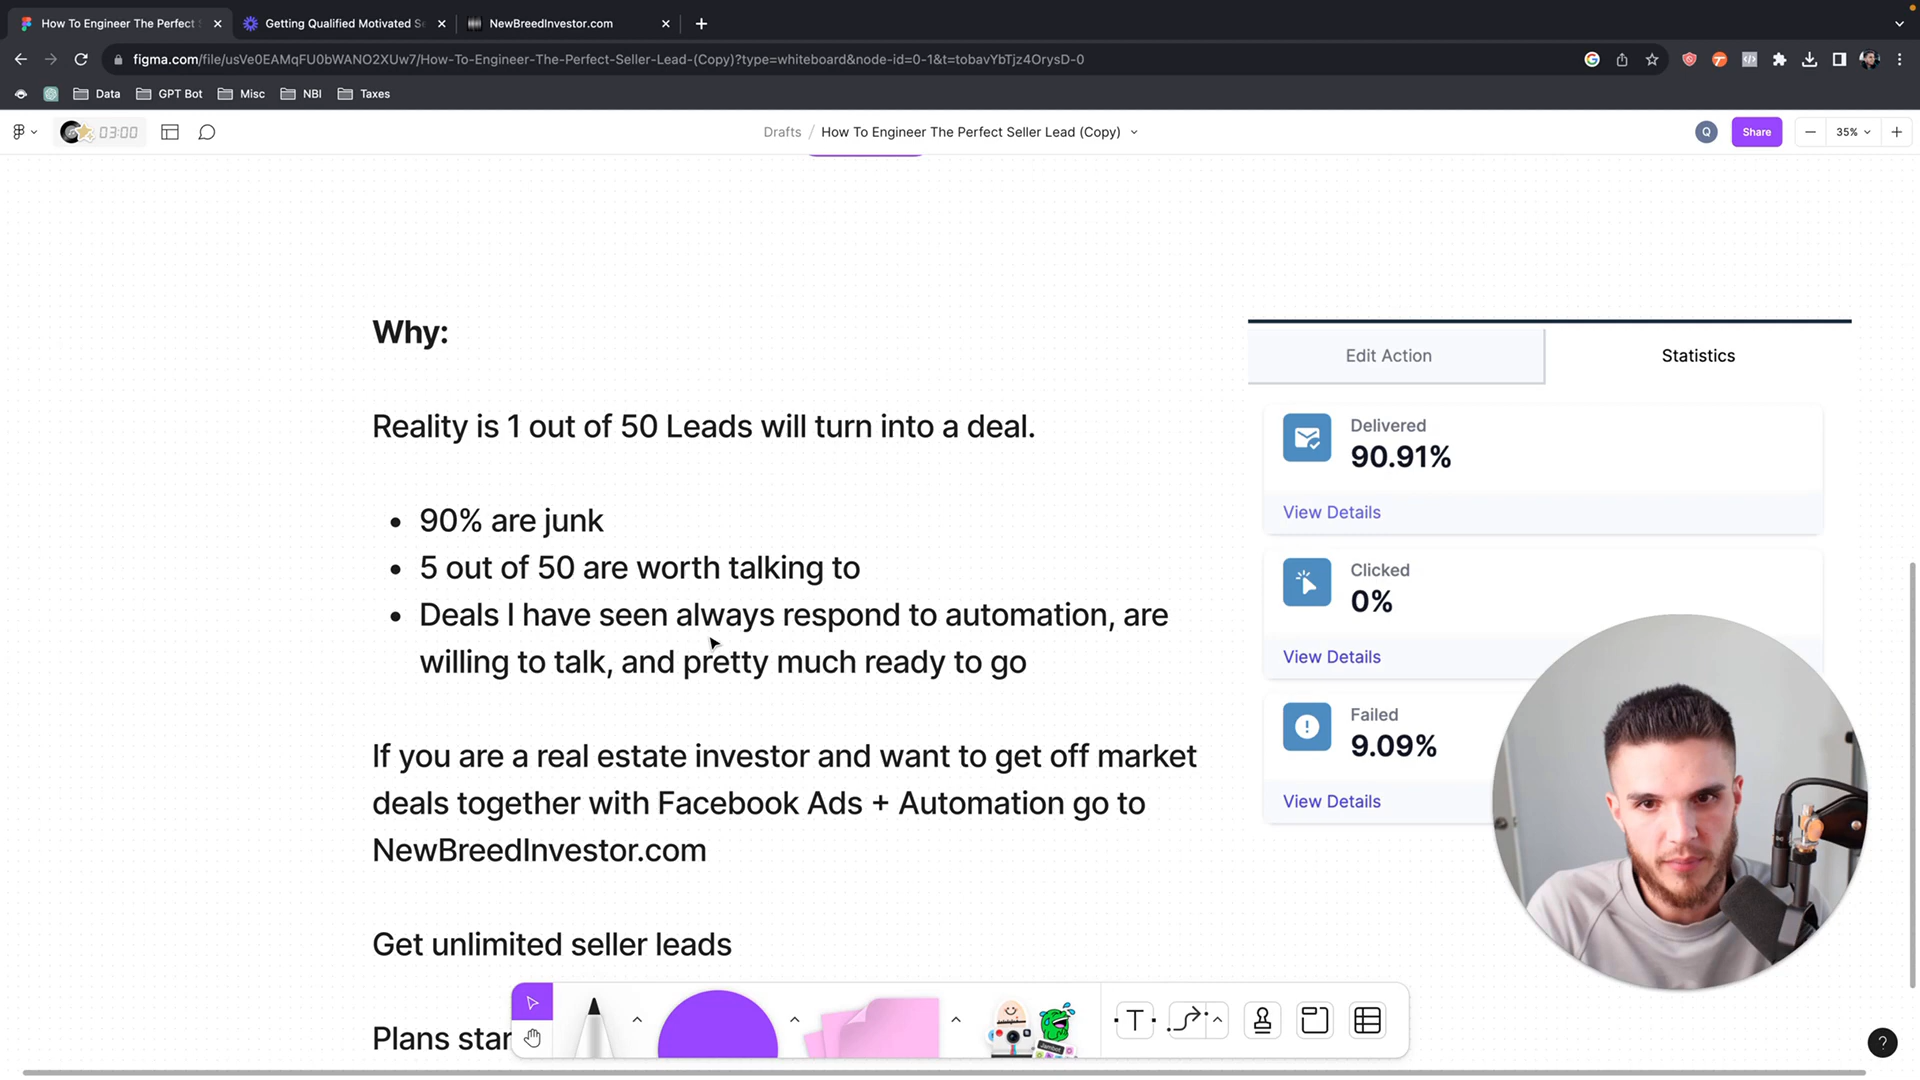 How To Engineer The Perfect S
Getting Qualified Motivated Se
NewBreedInvestor.com
figma.com/file/usVe0EAMqFU0bWANO2XUw7/How-To-Engineer-The-Perfect-Seller-Lead-(Copy)?type=whiteboard&node-id=0-1&t=tobavYbTjz4OrysD-0
Data
GPT Bot
Misc
NBI
Taxes
03:00
Drafts / How To Engineer The Perfect Seller Lead (Copy)
Q
Share
35%
Why:
Reality is 1 out of 50 Leads will turn into a deal.
• 90% are junk
• 5 out of 50 are worth talking to
• Deals I have seen always respond to automation, are
willing to talk, and pretty much ready to go
If you are a real estate investor and want to get off market
deals together with Facebook Ads + Automation go to
NewBreedInvestor.com
Get unlimited seller leads
Plans star
Edit Action
Statistics
Delivered
90.91%
View Details
Clicked
0%
View Details
Failed
9.09%
View Details
T
?